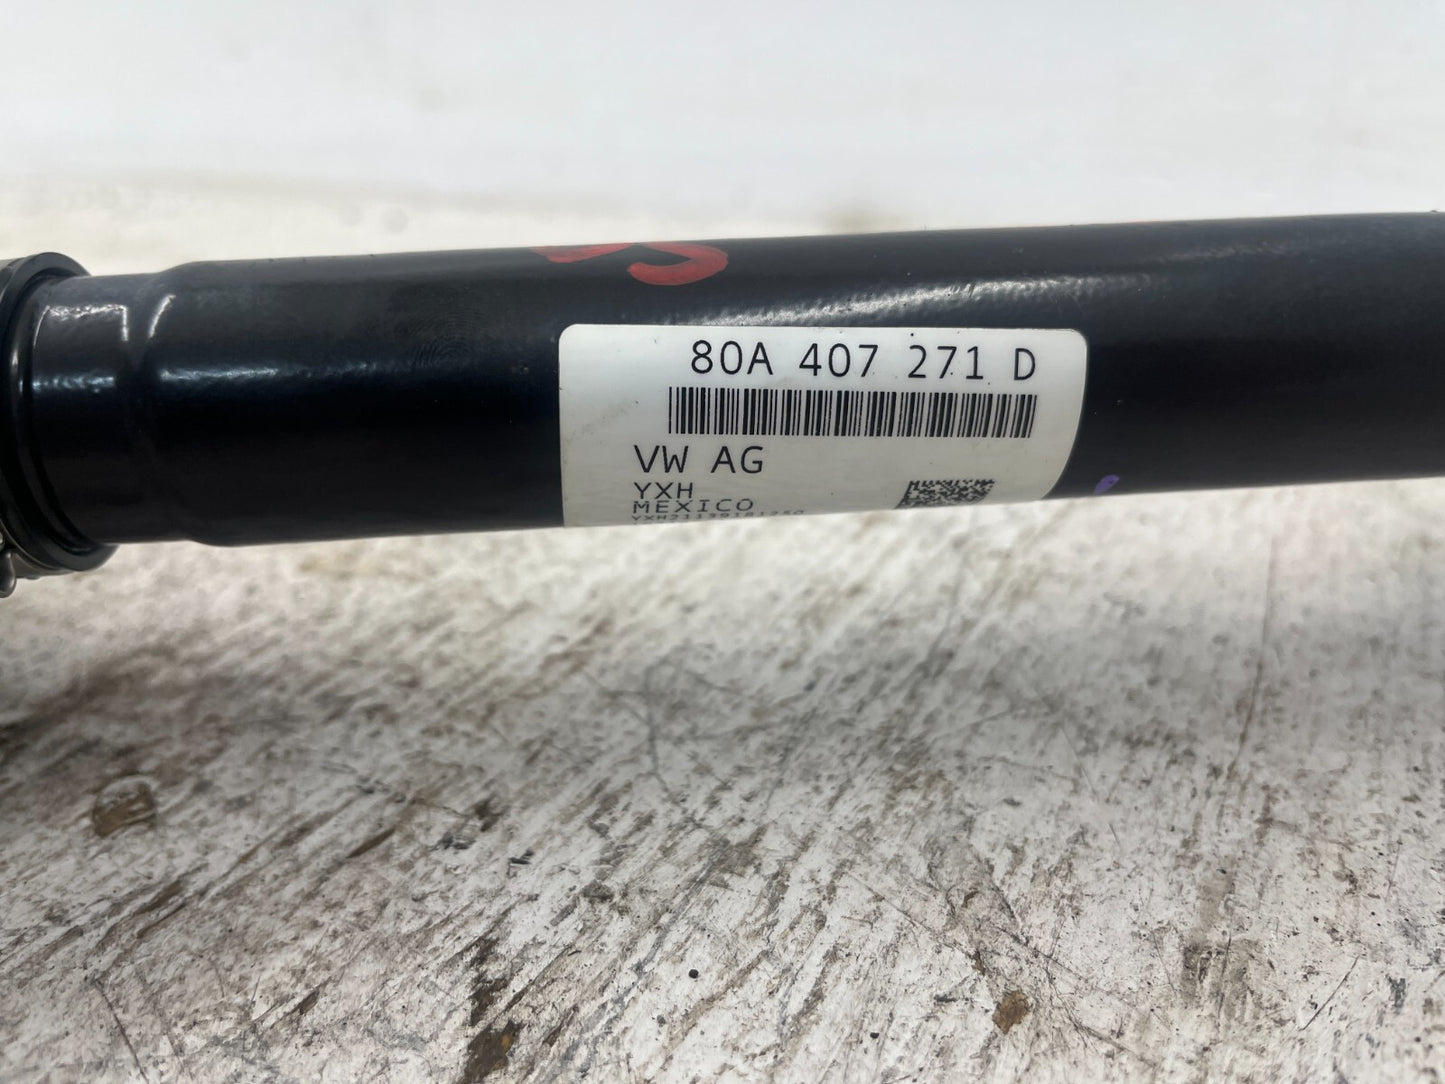 80A 407 271 D
VW AG
YXH
MEXICO